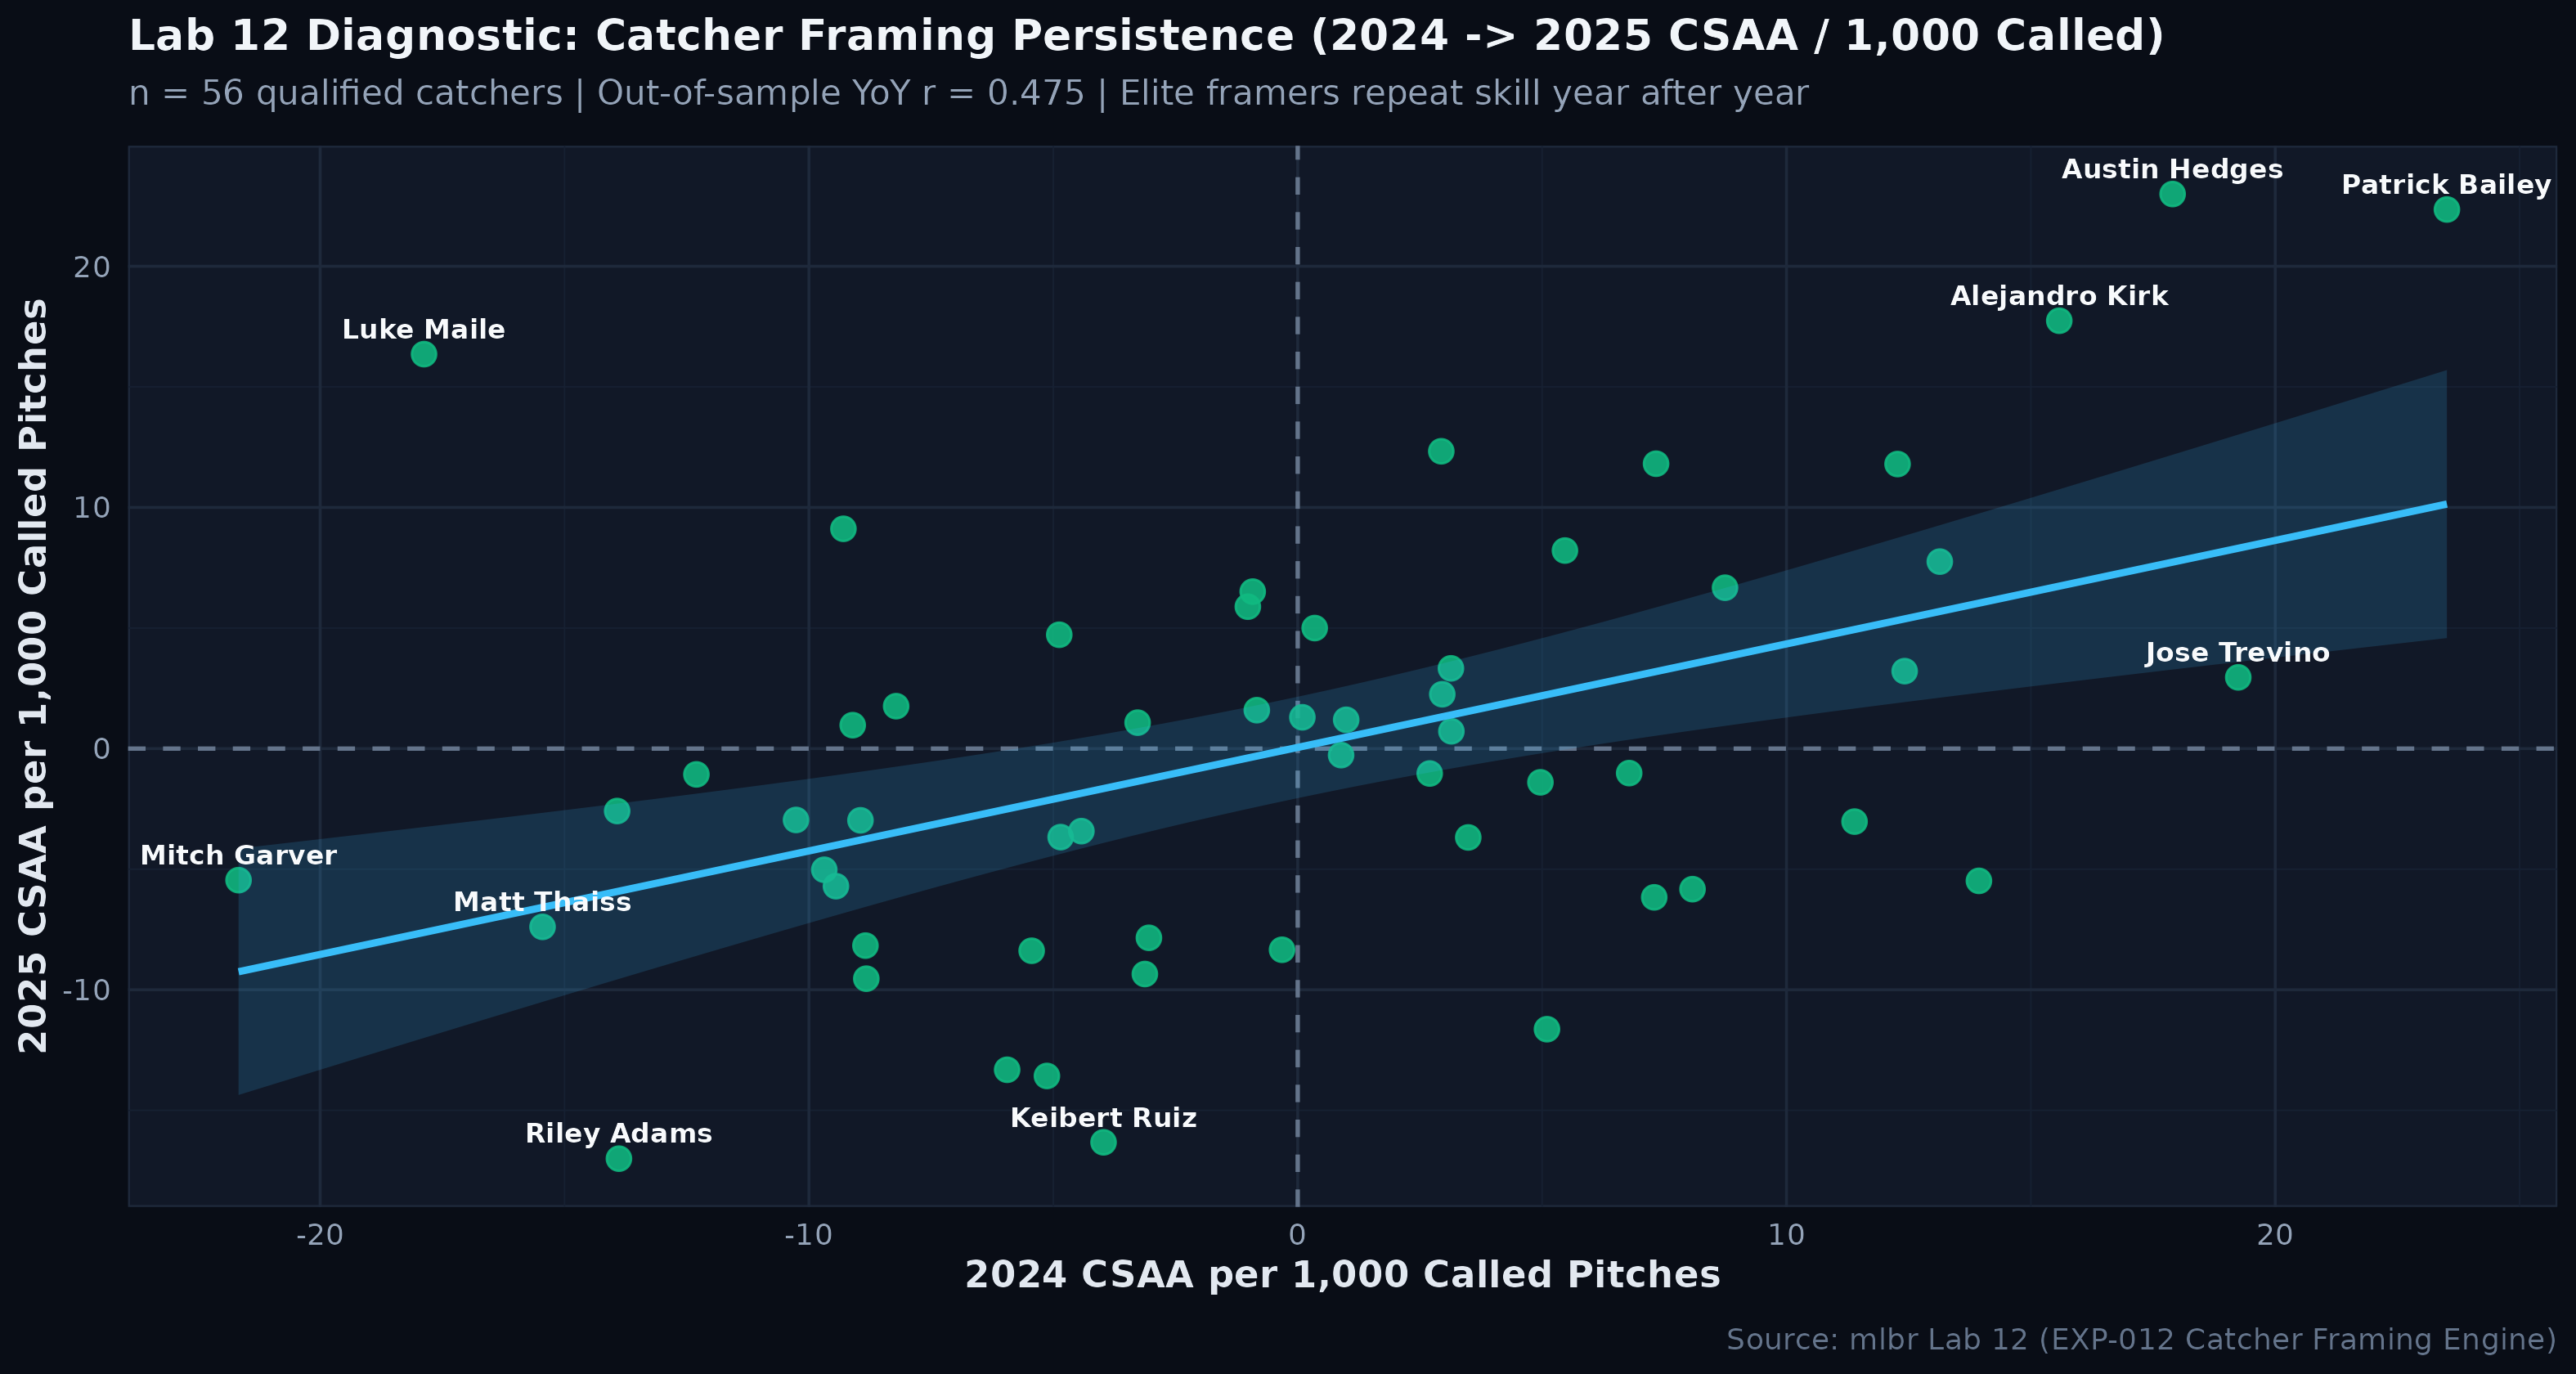 Lab 12 Diagnostic: Catcher Framing Persistence (2024 -> 2025 CSAA / 1,000 Called)
n = 56 qualified catchers | Out-of-sample YoY r = 0.475 | Elite framers repeat skill year after year
Austin Hedges
Patrick Bailey
Alejandro Kirk
Luke Maile
Jose Trevino
Mitch Garver
Matt Thaiss
Keibert Ruiz
Riley Adams
2025 CSAA per 1,000 Called Pitches
20
10
0
-10
-20
-10
0
10
20
2024 CSAA per 1,000 Called Pitches
Source: mlbr Lab 12 (EXP-012 Catcher Framing Engine)